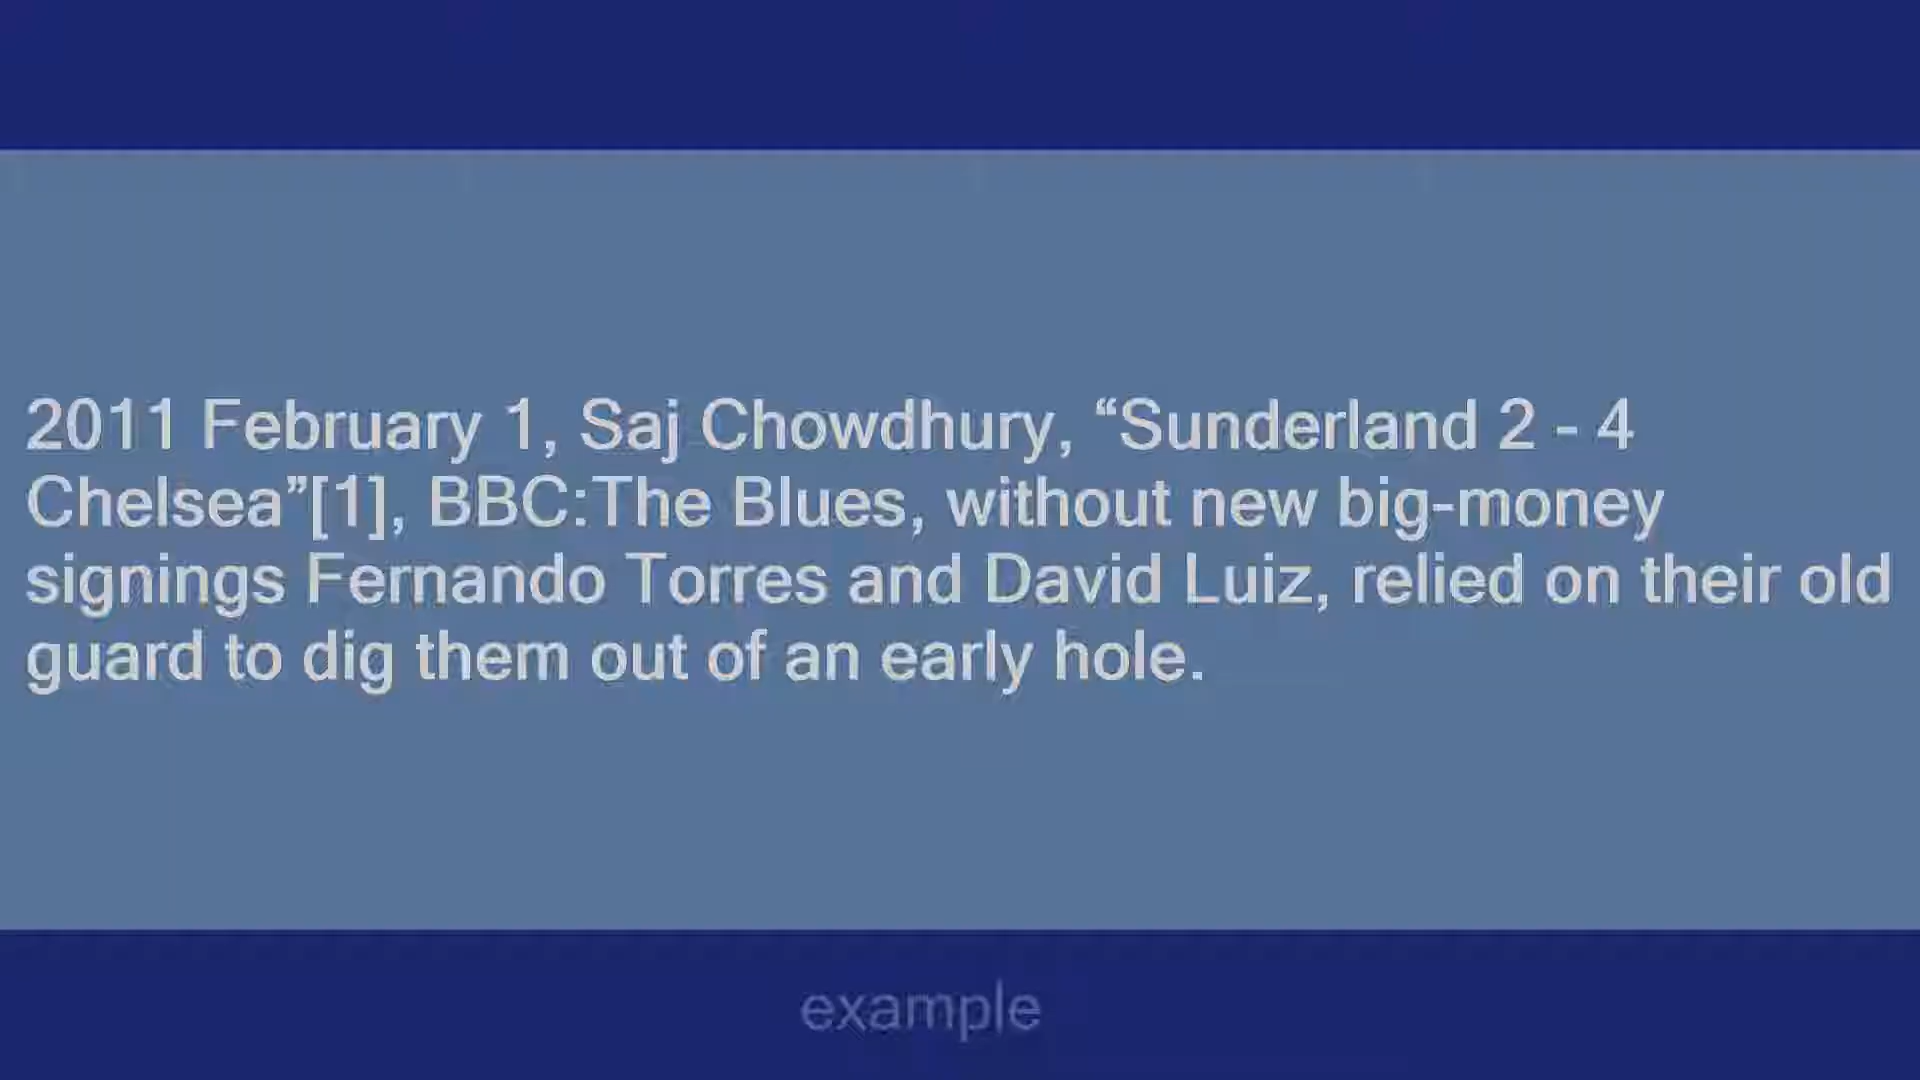 2011 February 1, Saj Chowdhury, “Sunderland 2 - 4
Chelsea”[1], BBC:The Blues, without new big-money
signings Fernando Torres and David Luiz, relied on their old
guard to dig them out of an early hole.
example